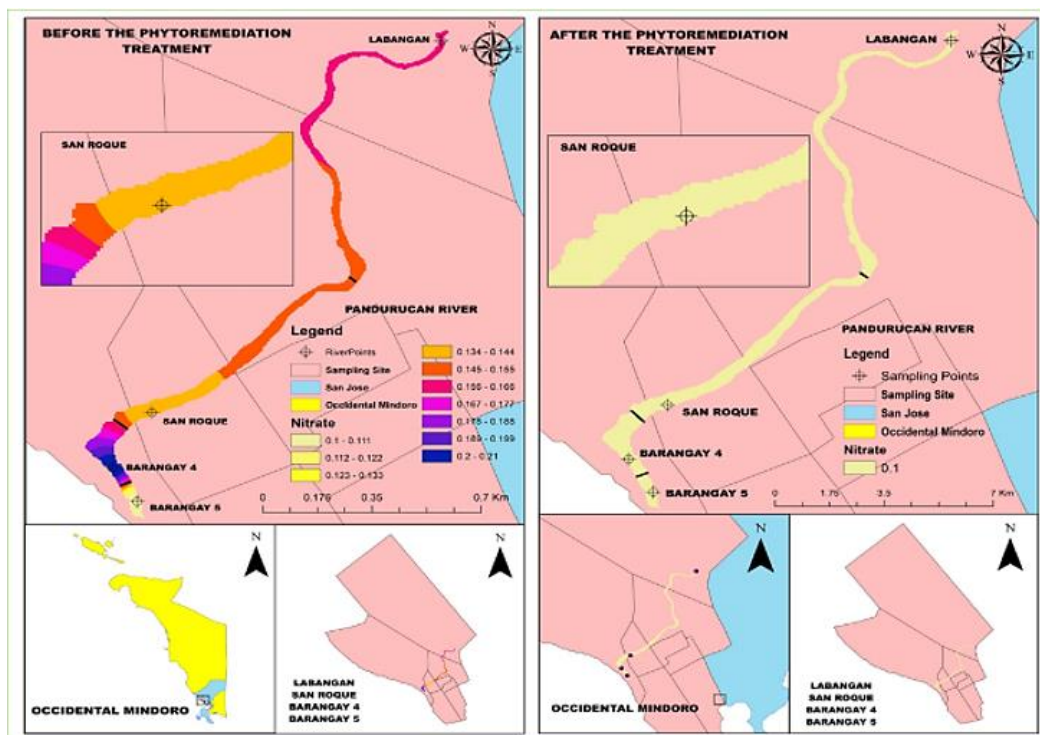 BEFORE THE PHYTOREMEDIATION
TREATMENT
LABANGAN
N
W
E
S
SAN ROQUE
PANDURUCAN RIVER
Legend
RiverPoints
Sampling Site
San Jose
Occidental Mindoro
Nitrate
0.1 - 0.111
0.112 - 0.122
0.123 - 0.133
0.134 - 0.144
0.145 - 0.155
0.156 - 0.166
0.167 - 0.177
0.189 - 0.199
0.2 - 0.21
SAN ROQUE
BARANGAY 4
BARANGAY 5
0
0.175
0.35
0.7 Km
N
OCCIDENTAL MINDORO
N
LABANGAN
SAN ROQUE
BARANGAY 4
BARANGAY 5
AFTER THE PHYTOREMEDIATION
TREATMENT
LABANGAN
N
W
E
S
SAN ROQUE
PANDURUCAN RIVER
Legend
Sampling Points
Sampling Site
San Jose
Occidental Mindoro
Nitrate
0.1
SAN ROQUE
BARANGAY 4
BARANGAY 5
0
1.75
3.5
7 Km
N
OCCIDENTAL MINDORO
N
LABANGAN
SAN ROQUE
BARANGAY 4
BARANGAY 5